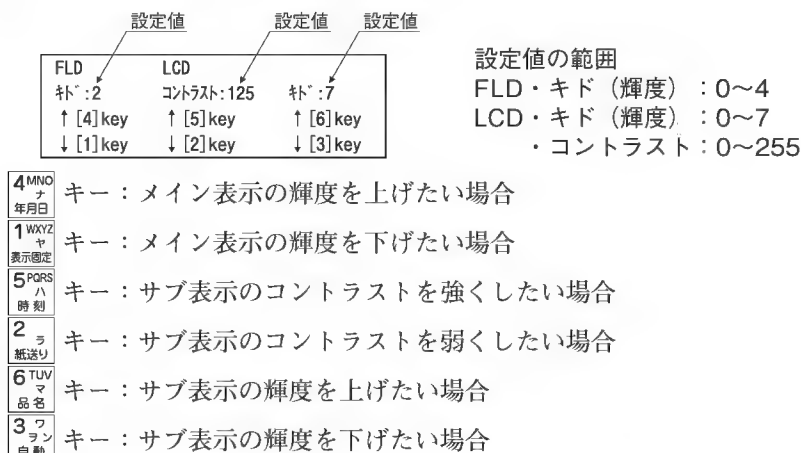 設定値 設定値 設定値
FLD LCD
キド:2 コントラスト:125 キド:7
↑[4]key ↑[5]key ↑[6]key
↓[1]key ↓[2]key ↓[3]key
設定値の範囲
FLD・キド(輝度):0~4
LCD・キド(輝度):0~7
・コントラスト:0~255
4 MNO ナ 年月日 キー:メイン表示の輝度を上げたい場合
1 WXYZ ヤ 表示固定 キー:メイン表示の輝度を下げたい場合
5 PQRS ハ 時刻 キー:サブ表示のコントラストを強くしたい場合
2 ラ 紙送り キー:サブ表示のコントラストを弱くしたい場合
6 TUV マ 品名 キー:サブ表示の輝度を上げたい場合
3 ワヲン 自動 キー:サブ表示の輝度を下げたい場合